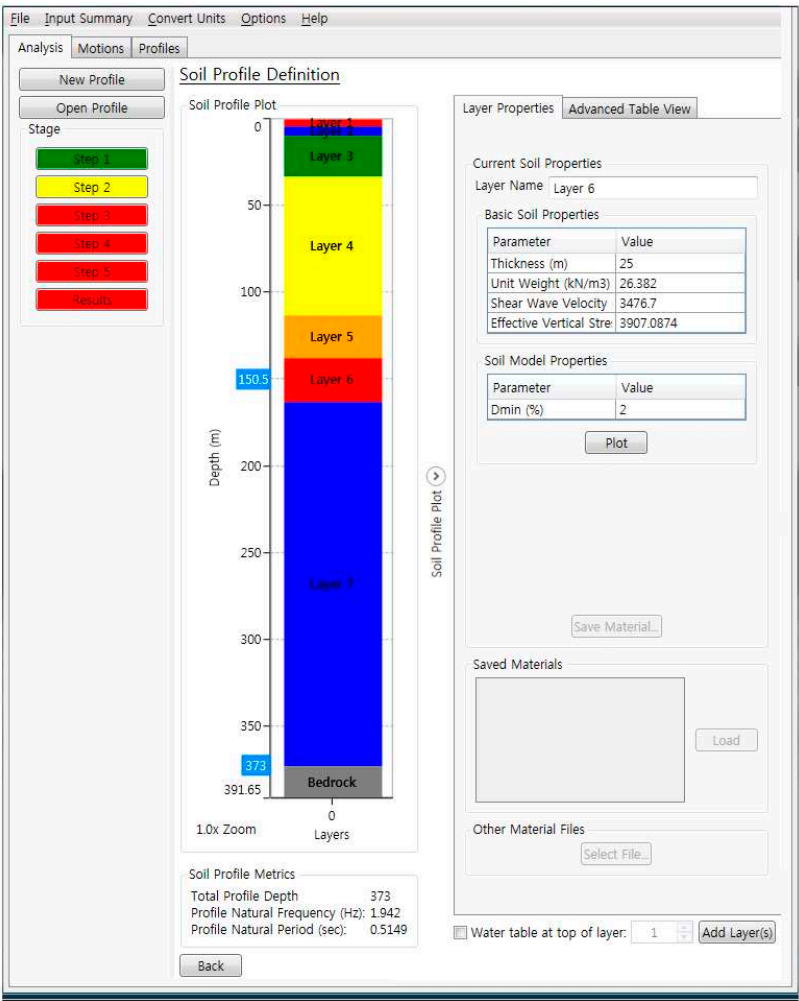 File Input Summary Convert Units Options Help
Analysis Motions Profiles
New Profile
Open Profile
Stage
Step 1
Step 2
Step 3
Step 4
Step 5
Results
Soil Profile Definition
Soil Profile Plot
0
50
100
150.5
200
250
300
350
373
391.65
Depth (m)
Layer 1
Layer 2
Layer 3
Layer 4
Layer 5
Layer 6
Layer 7
Bedrock
0
1.0x Zoom
Layers
Soil Profile Metrics
Total Profile Depth 373
Profile Natural Frequency (Hz): 1.942
Profile Natural Period (sec): 0.5149
Back
Soil Profile Plot
Layer Properties Advanced Table View
Current Soil Properties
Layer Name Layer 6
Basic Soil Properties
Parameter Value
Thickness (m) 25
Unit Weight (kN/m3) 26.382
Shear Wave Velocity 3476.7
Effective Vertical Stre: 3907.0874
Soil Model Properties
Parameter Value
Dmin (%) 2
Plot
Save Material...
Saved Materials
Load
Other Material Files
Select File...
Water table at top of layer: 1 Add Layer(s)